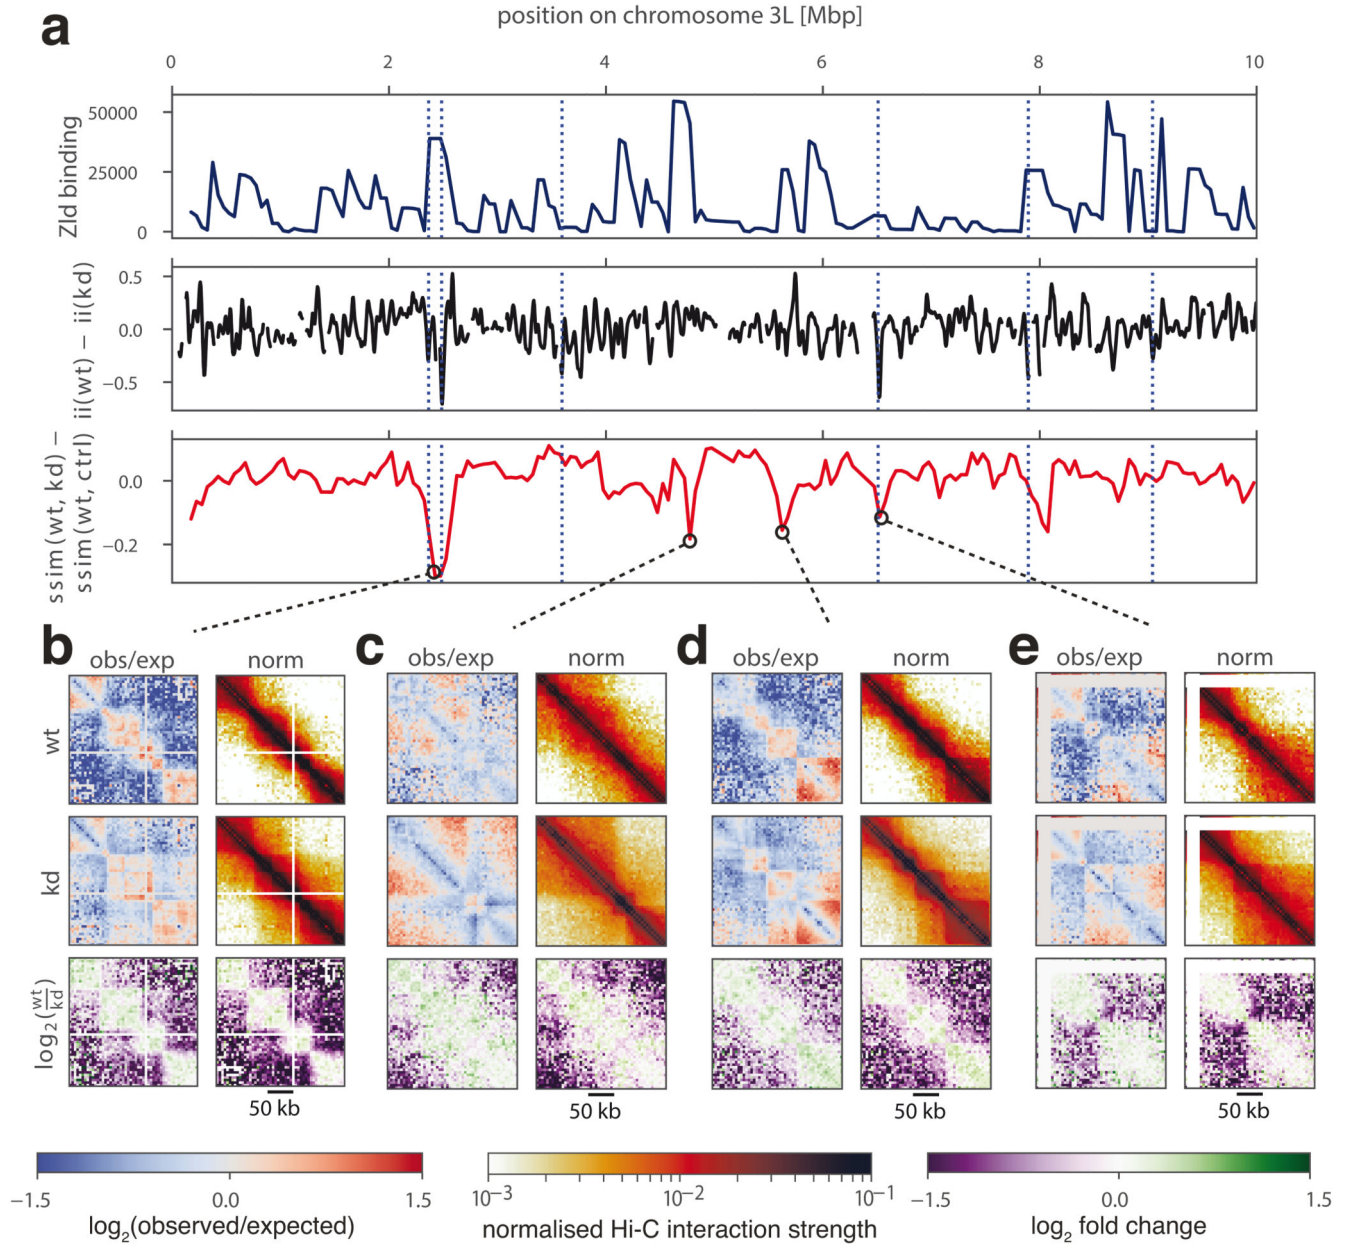 a
position on chromosome 3L [Mbp]
0 2 4 6 8 10
Zld binding
50000
25000
0
ii(wt) – ii(kd)
0.5
0.0
−0.5
ssim(wt, kd) –
ssim(wt, ctrl)
0.0
−0.2
b c d e
obs/exp norm obs/exp norm obs/exp norm obs/exp norm
wt
kd
log2(wt/kd)
50 kb 50 kb 50 kb 50 kb
−1.5 0.0 1.5
log2(observed/expected)
10−3 10−2 10−1
normalised Hi-C interaction strength
−1.5 0.0 1.5
log2 fold change